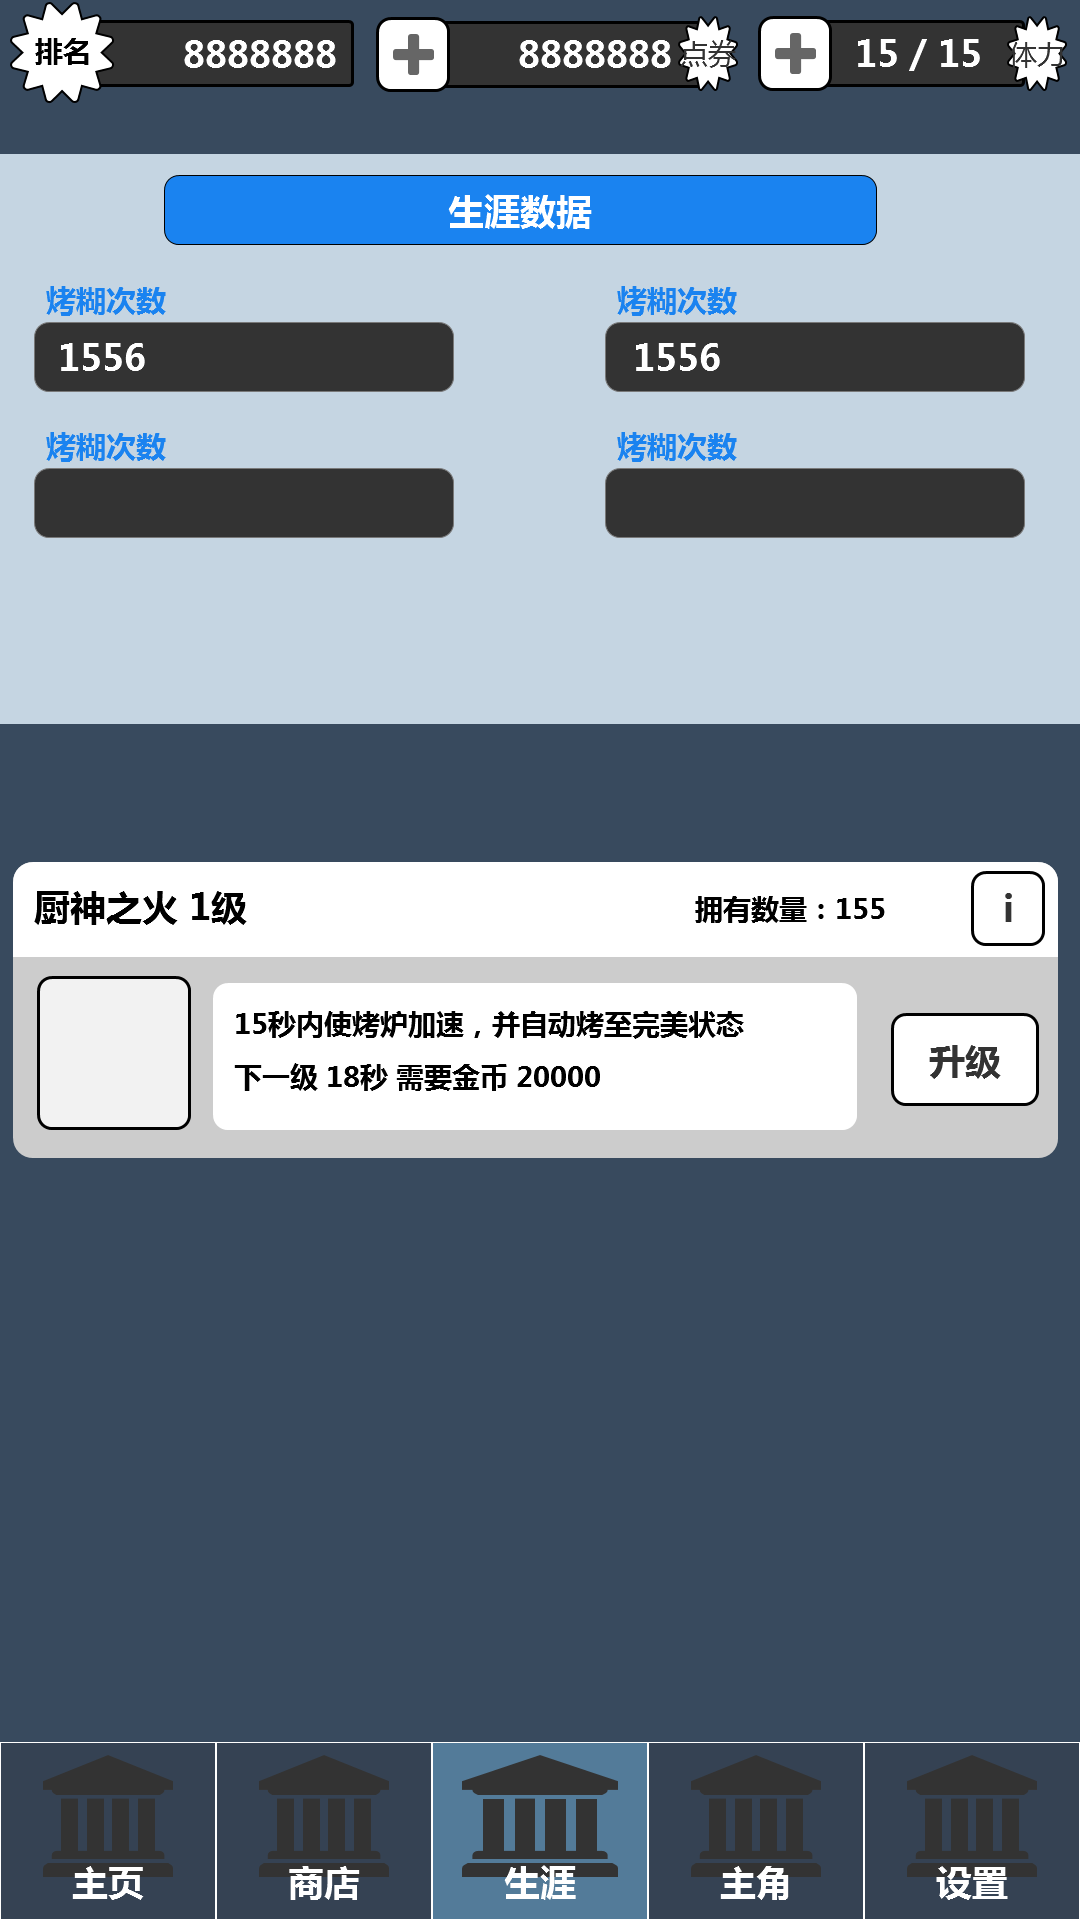 排名 8888888 8888888 点券 15 / 15 体力
生涯数据
烤糊次数 烤糊次数
1556 1556
烤糊次数 烤糊次数
厨神之火 1级 拥有数量：155 i
15秒内使烤炉加速，并自动烤至完美状态
下一级 18秒 需要金币 20000
升级
主页 商店 生涯 主角 设置